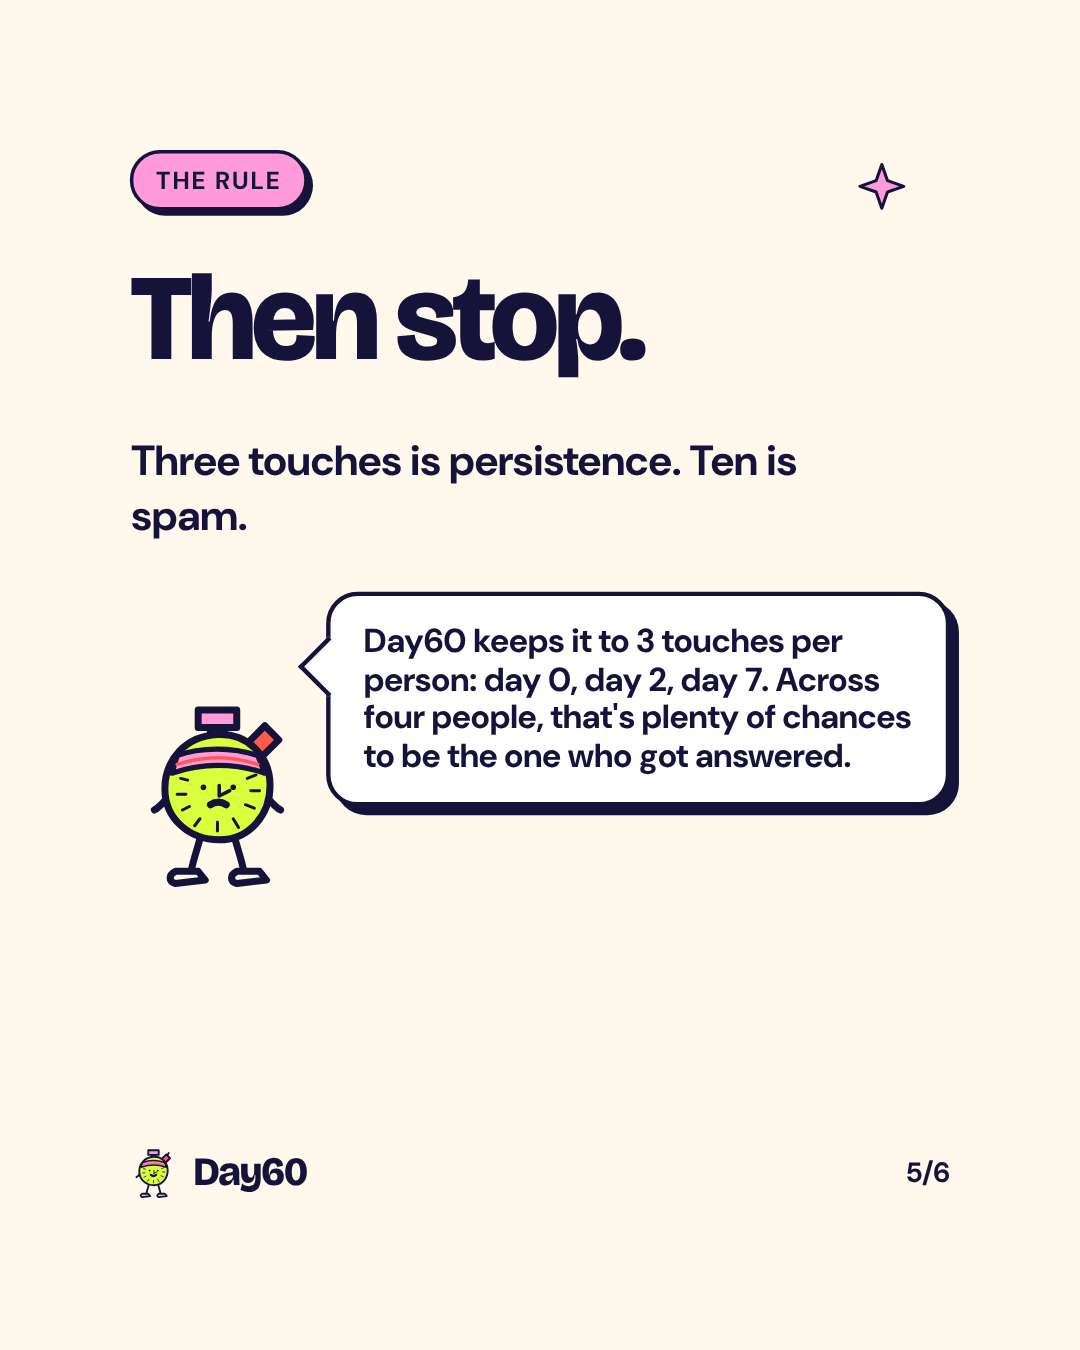 THE RULE
Then stop.
Three touches is persistence. Ten is
spam.
Day60 keeps it to 3 touches per
person: day 0, day 2, day 7. Across
four people, that's plenty of chances
to be the one who got answered.
Day60
5/6